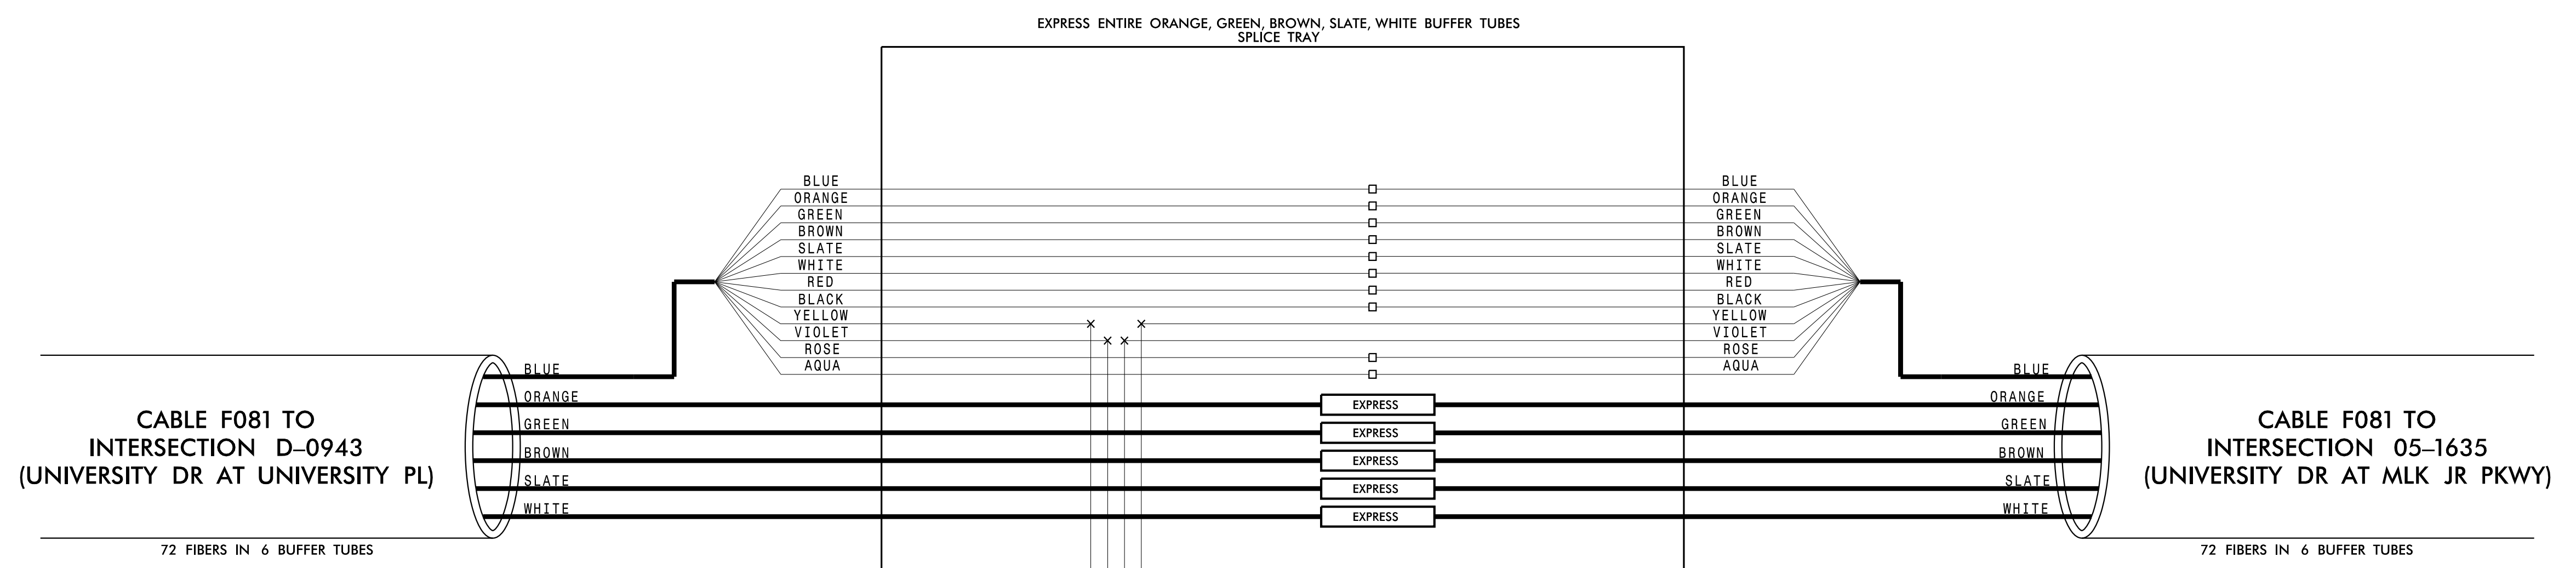 EXPRESS ENTIRE ORANGE, GREEN, BROWN, SLATE, WHITE BUFFER TUBES
SPLICE TRAY
BLUE
ORANGE
GREEN
BROWN
SLATE
WHITE
RED
BLACK
YELLOW
VIOLET
ROSE
AQUA
BLUE
ORANGE
GREEN
BROWN
SLATE
WHITE
RED
BLACK
YELLOW
VIOLET
ROSE
AQUA
CABLE F081 TO
INTERSECTION D-0943
(UNIVERSITY DR AT UNIVERSITY PL)
72 FIBERS IN 6 BUFFER TUBES
BLUE
ORANGE
GREEN
BROWN
SLATE
WHITE
EXPRESS
EXPRESS
EXPRESS
EXPRESS
EXPRESS
BLUE
ORANGE
GREEN
BROWN
SLATE
WHITE
CABLE F081 TO
INTERSECTION 05-1635
(UNIVERSITY DR AT MLK JR PKWY)
72 FIBERS IN 6 BUFFER TUBES